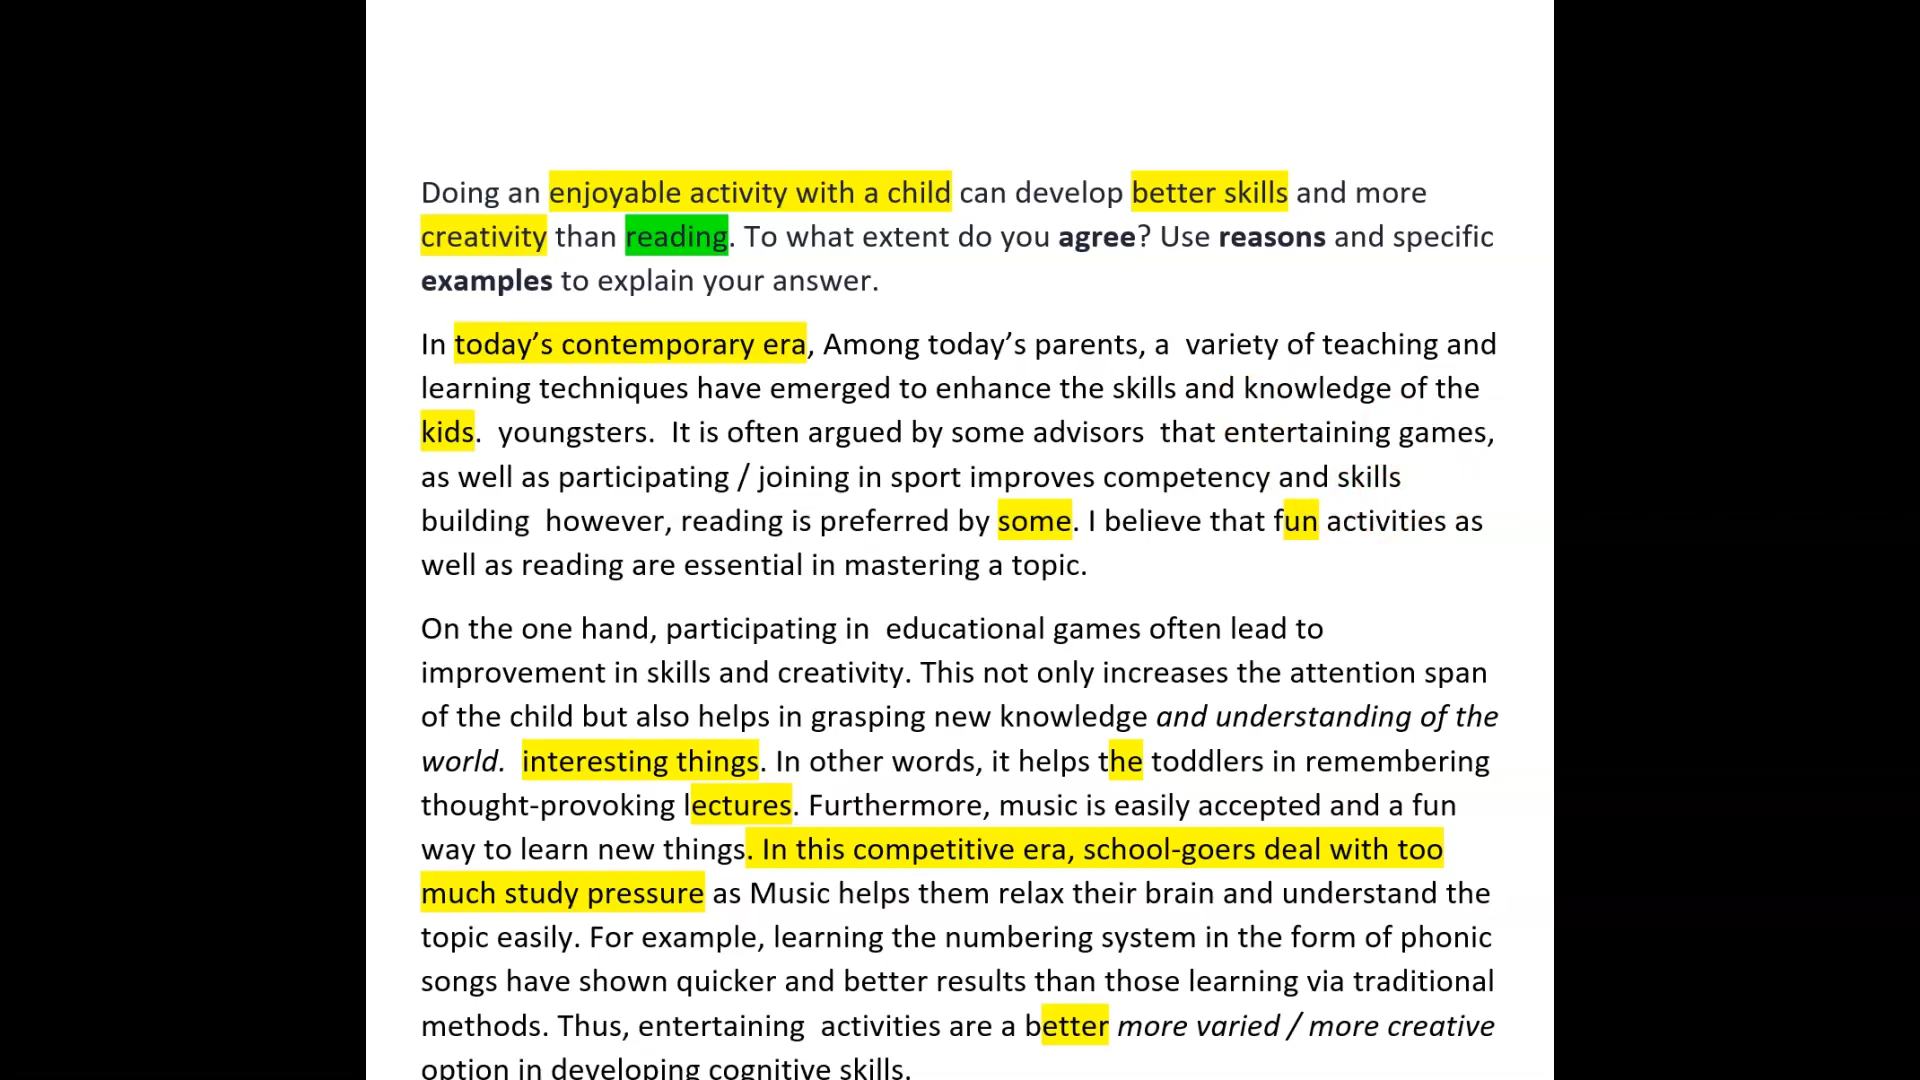 Doing an enjoyable activity with a child can develop better skills and more
creativity than reading. To what extent do you agree? Use reasons and specific
examples to explain your answer.
In today’s contemporary era, Among today’s parents, a  variety of teaching and
learning techniques have emerged to enhance the skills and knowledge of the
kids.  youngsters.  It is often argued by some advisors  that entertaining games,
as well as participating / joining in sport improves competency and skills
building  however, reading is preferred by some. I believe that fun activities as
well as reading are essential in mastering a topic.
On the one hand, participating in  educational games often lead to
improvement in skills and creativity. This not only increases the attention span
of the child but also helps in grasping new knowledge and understanding of the
world.  interesting things. In other words, it helps the toddlers in remembering
thought-provoking lectures. Furthermore, music is easily accepted and a fun
way to learn new things. In this competitive era, school-goers deal with too
much study pressure as Music helps them relax their brain and understand the
topic easily. For example, learning the numbering system in the form of phonic
songs have shown quicker and better results than those learning via traditional
methods. Thus, entertaining  activities are a better more varied / more creative
option in developing cognitive skills.